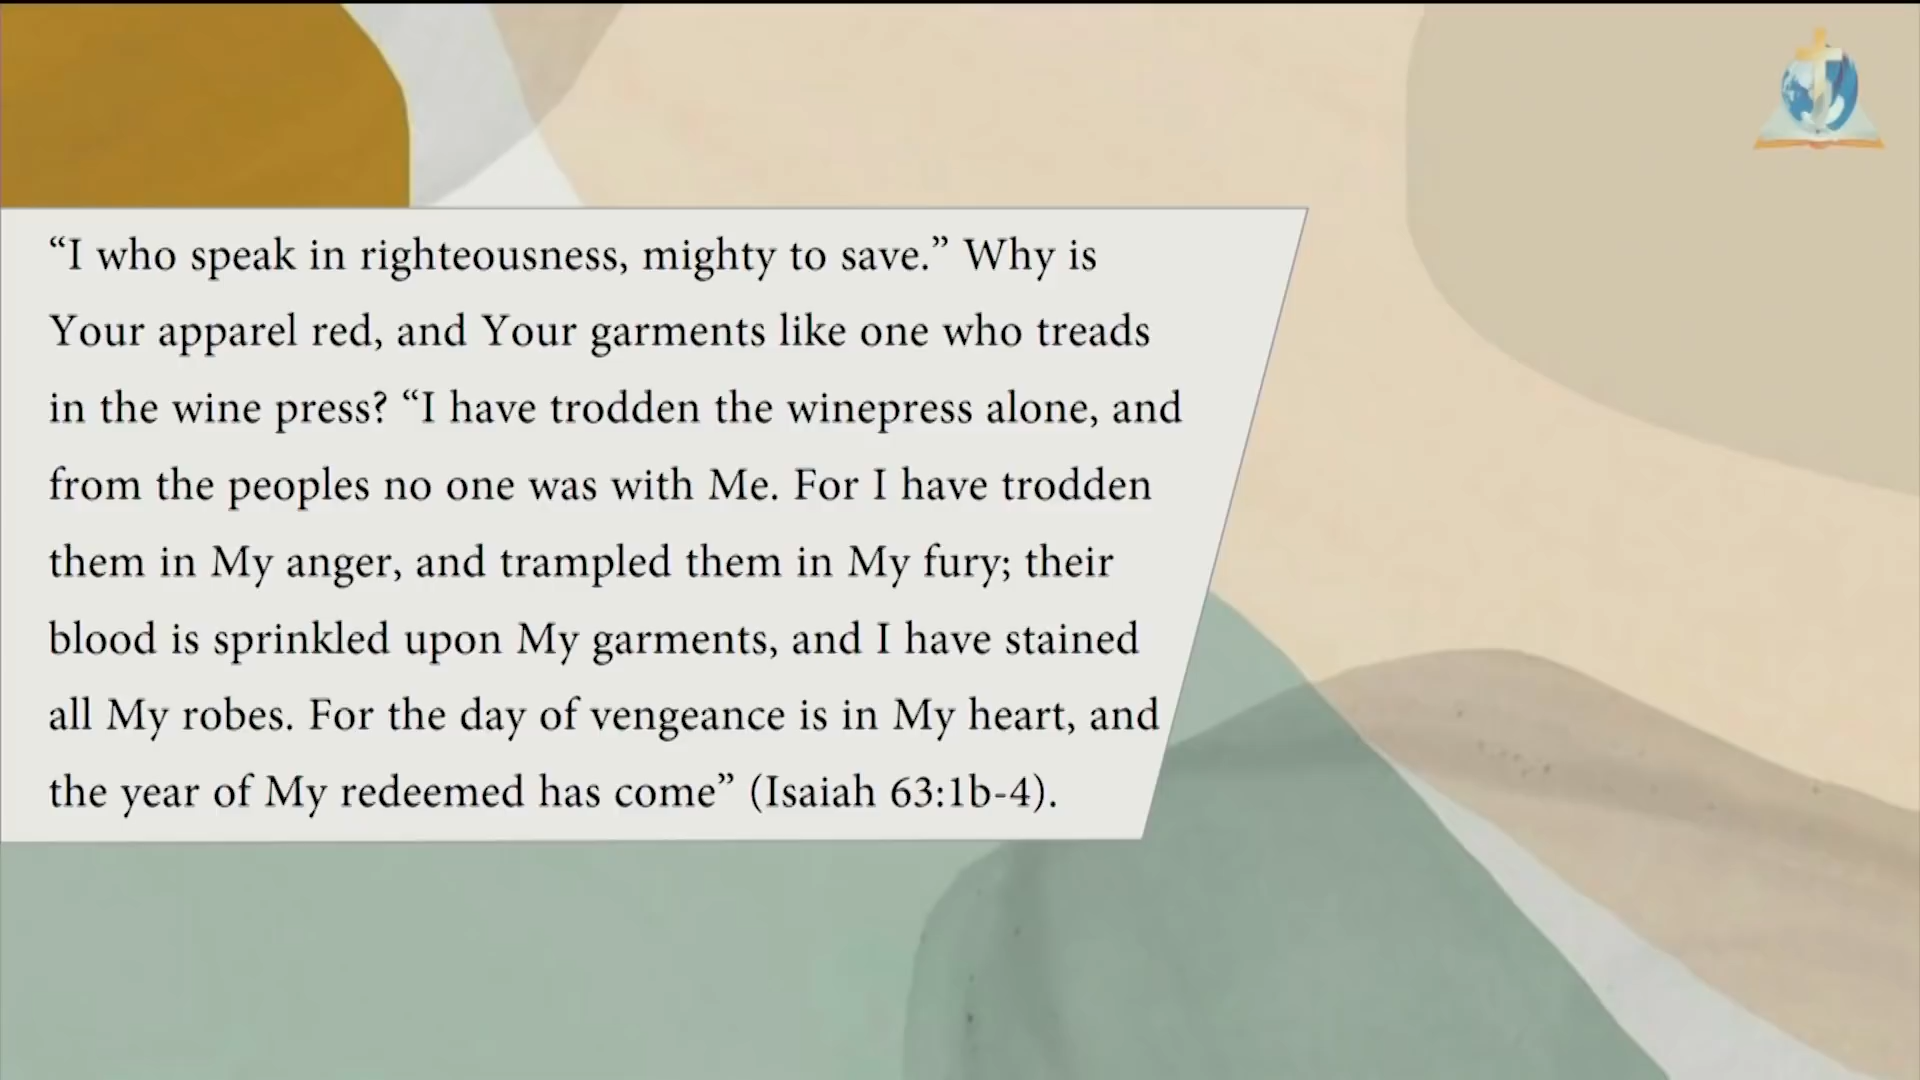 “I who speak in righteousness, mighty to save.” Why is
Your apparel red, and Your garments like one who treads
in the wine press? “I have trodden the winepress alone, and
from the peoples no one was with Me. For I have trodden
them in My anger, and trampled them in My fury; their
blood is sprinkled upon My garments, and I have stained
all My robes. For the day of vengeance is in My heart, and
the year of My redeemed has come” (Isaiah 63:1b-4).